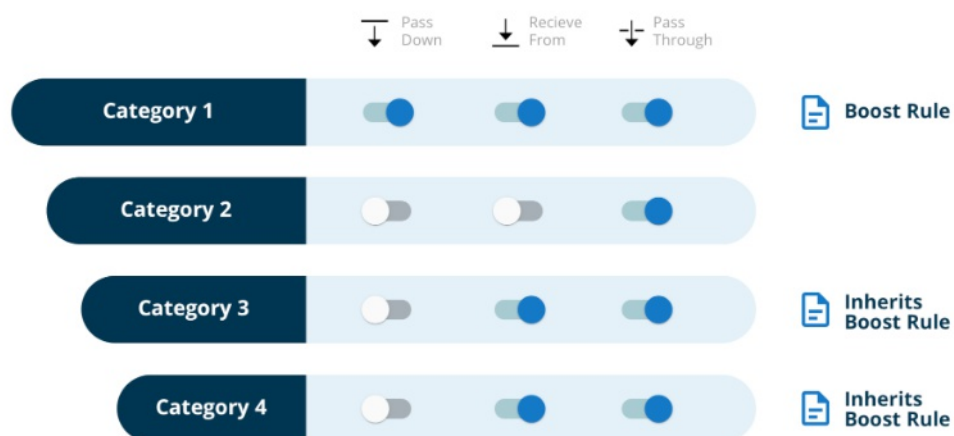 Pass
Down
Recieve
From
Pass
Through
Category 1
Boost Rule
Category 2
Category 3
Inherits
Boost Rule
Category 4
Inherits
Boost Rule